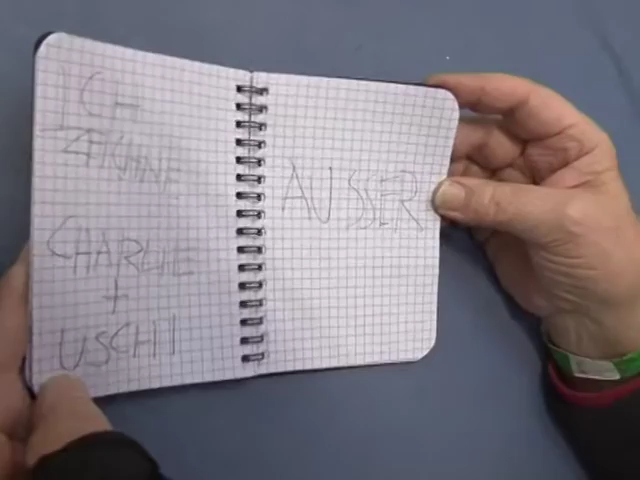 ICH
ZEICHNE
CHARLIE
+
USCHI
AUSSER